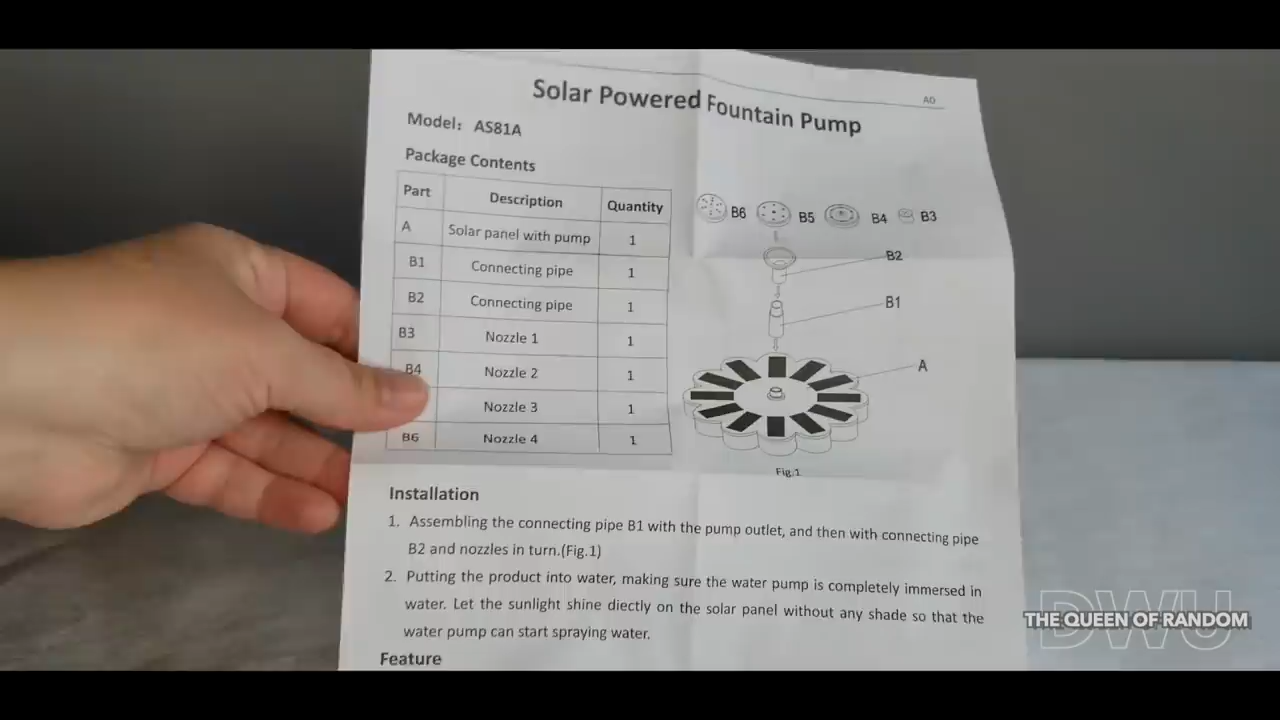 AD
Solar Powered Fountain Pump
Model: AS81A
Package Contents
Part Description Quantity
A Solar panel with pump 1
B1 Connecting pipe 1
B2 Connecting pipe 1
B3 Nozzle 1 1
B4 Nozzle 2 1
Nozzle 3 1
B6 Nozzle 4 1
B6 B5 B4 B3
B2
B1
A
Fig.1
Installation
1. Assembling the connecting pipe B1 with the pump outlet, and then with connecting pipe
B2 and nozzles in turn.(Fig.1)
2. Putting the product into water, making sure the water pump is completely immersed in
water. Let the sunlight shine diectly on the solar panel without any shade so that the
water pump can start spraying water.
Feature
DWU
THE QUEEN OF RANDOM